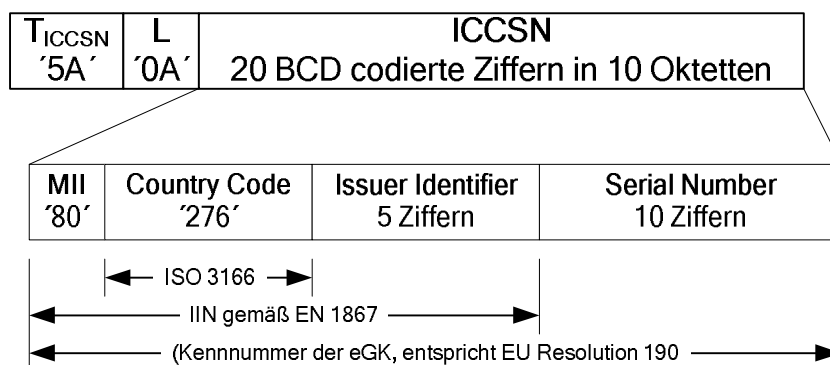 TICCSN L ICCSN
´5A´ ´0A´ 20 BCD codierte Ziffern in 10 Oktetten
MII Country Code Issuer Identifier Serial Number
´80´ ´276´ 5 Ziffern 10 Ziffern
ISO 3166
IIN gemäß EN 1867
(Kennnummer der eGK, entspricht EU Resolution 190